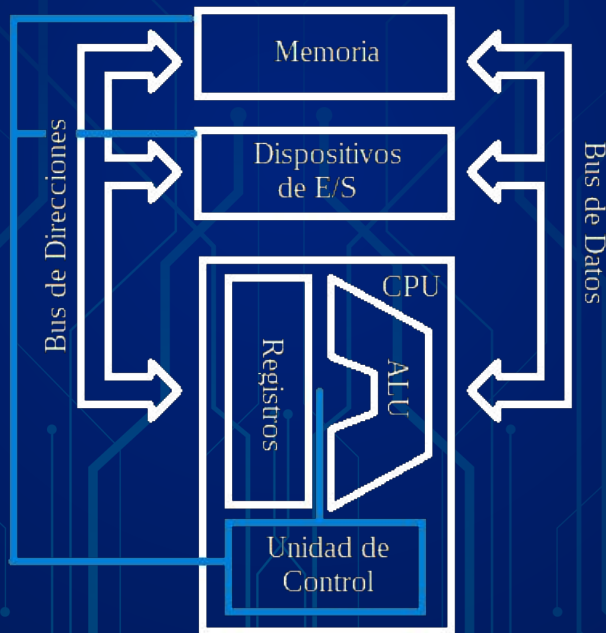 Memoria
Dispositivos
de E/S
Bus de Direcciones
Bus de Datos
CPU
Registros
ALU
Unidad de
Control